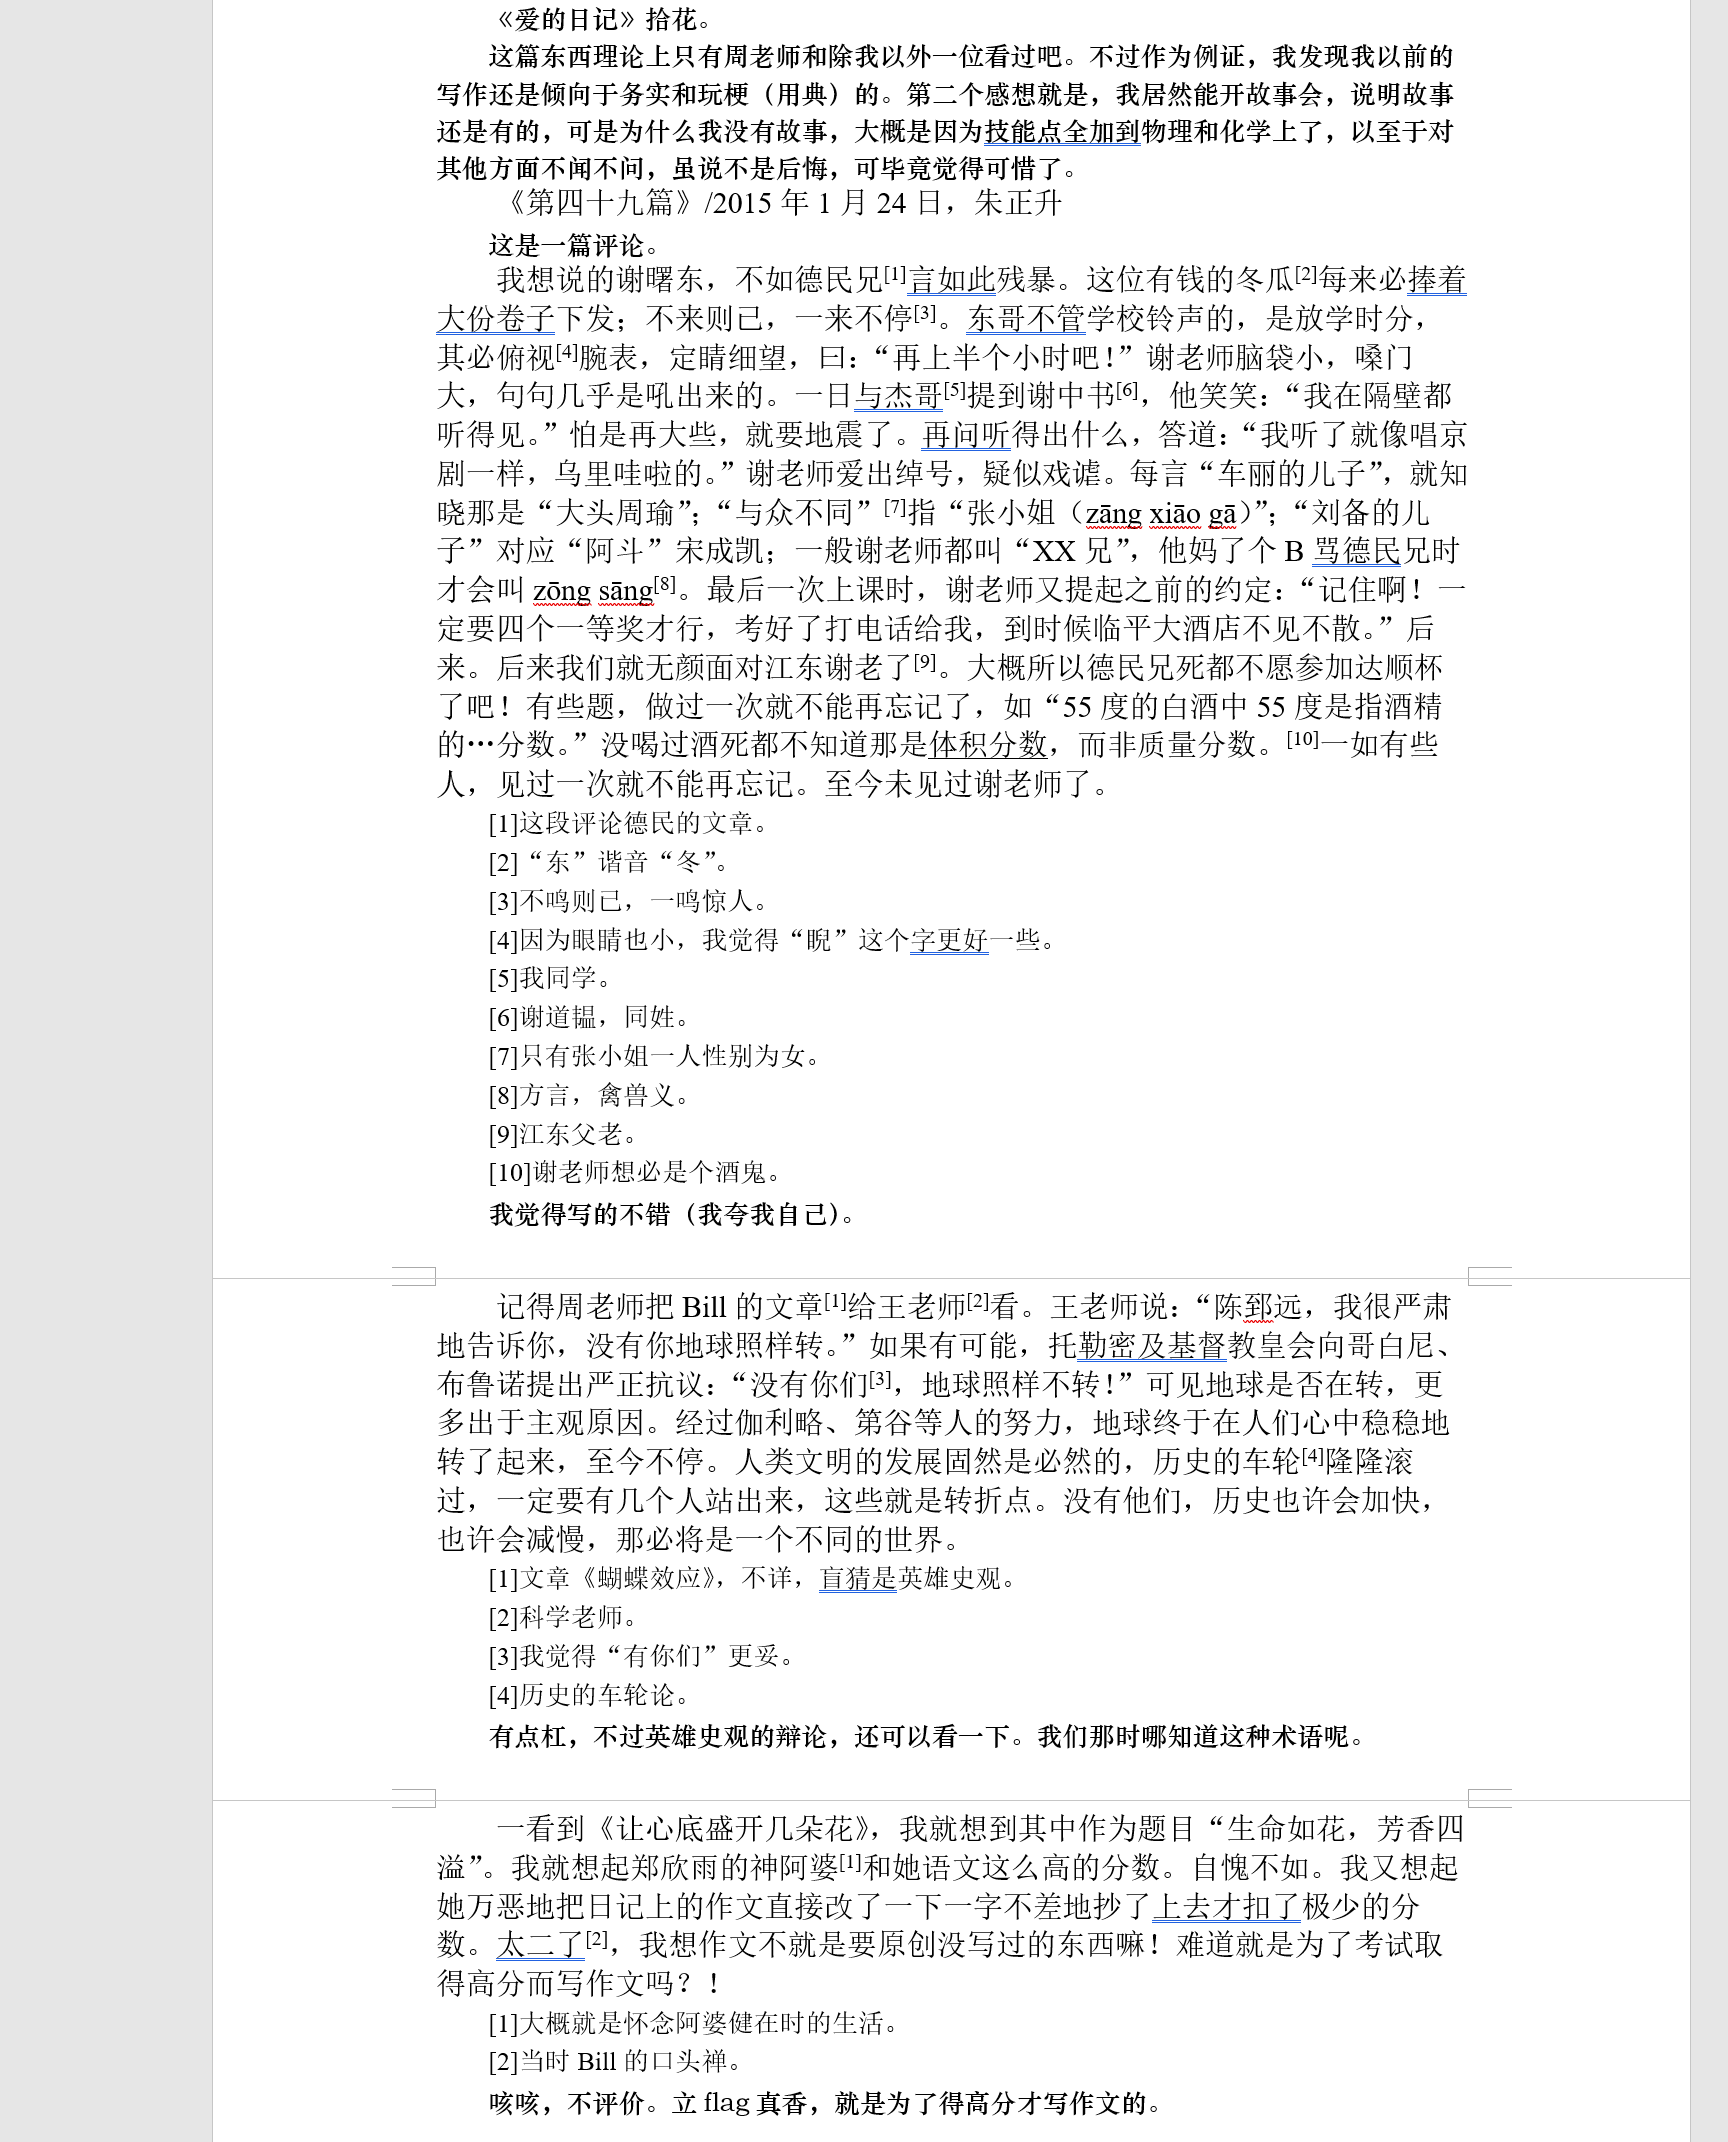 《爱的日记》拾花。
这篇东西理论上只有周老师和除我以外一位看过吧。不过作为例证，我发现我以前的
写作还是倾向于务实和玩梗（用典）的。第二个感想就是，我居然能开故事会，说明故事
还是有的，可是为什么我没有故事，大概是因为技能点全加到物理和化学上了，以至于对
其他方面不闻不问，虽说不是后悔，可毕竟觉得可惜了。
《第四十九篇》/2015 年 1 月 24 日，朱正升
这是一篇评论。
我想说的谢曙东，不如德民兄[1]言如此残暴。这位有钱的冬瓜[2]每来必捧着
大份卷子下发；不来则已，一来不停[3]。东哥不管学校铃声的，是放学时分，
其必俯视[4]腕表，定睛细望，曰：“再上半个小时吧！”谢老师脑袋小，嗓门
大，句句几乎是吼出来的。一日与杰哥[5]提到谢中书[6]，他笑笑：“我在隔壁都
听得见。”怕是再大些，就要地震了。再问听得出什么，答道：“我听了就像唱京
剧一样，乌里哇啦的。”谢老师爱出绰号，疑似戏谑。每言“车丽的儿子”，就知
晓那是“大头周瑜”；“与众不同”[7]指“张小姐（zāng xiāo gā）”；“刘备的儿
子”对应“阿斗”宋成凯；一般谢老师都叫“XX 兄”，他妈了个 B 骂德民兄时
才会叫 zōng sāng[8]。最后一次上课时，谢老师又提起之前的约定：“记住啊！一
定要四个一等奖才行，考好了打电话给我，到时候临平大酒店不见不散。”后
来。后来我们就无颜面对江东谢老了[9]。大概所以德民兄死都不愿参加达顺杯
了吧！有些题，做过一次就不能再忘记了，如“55 度的白酒中 55 度是指酒精
的…分数。”没喝过酒死都不知道那是体积分数，而非质量分数。[10]一如有些
人，见过一次就不能再忘记。至今未见过谢老师了。
[1]这段评论德民的文章。
[2]“东”谐音“冬”。
[3]不鸣则已，一鸣惊人。
[4]因为眼睛也小，我觉得“睨”这个字更好一些。
[5]我同学。
[6]谢道韫，同姓。
[7]只有张小姐一人性别为女。
[8]方言，禽兽义。
[9]江东父老。
[10]谢老师想必是个酒鬼。
我觉得写的不错（我夸我自己）。
记得周老师把 Bill 的文章[1]给王老师[2]看。王老师说：“陈郅远，我很严肃
地告诉你，没有你地球照样转。”如果有可能，托勒密及基督教皇会向哥白尼、
布鲁诺提出严正抗议：“没有你们[3]，地球照样不转！”可见地球是否在转，更
多出于主观原因。经过伽利略、第谷等人的努力，地球终于在人们心中稳稳地
转了起来，至今不停。人类文明的发展固然是必然的，历史的车轮[4]隆隆滚
过，一定要有几个人站出来，这些就是转折点。没有他们，历史也许会加快，
也许会减慢，那必将是一个不同的世界。
[1]文章《蝴蝶效应》，不详，盲猜是英雄史观。
[2]科学老师。
[3]我觉得“有你们”更妥。
[4]历史的车轮论。
有点杠，不过英雄史观的辩论，还可以看一下。我们那时哪知道这种术语呢。
一看到《让心底盛开几朵花》，我就想到其中作为题目“生命如花，芳香四
溢”。我就想起郑欣雨的神阿婆[1]和她语文这么高的分数。自愧不如。我又想起
她万恶地把日记上的作文直接改了一下一字不差地抄了上去才扣了极少的分
数。太二了[2]，我想作文不就是要原创没写过的东西嘛！难道就是为了考试取
得高分而写作文吗？！
[1]大概就是怀念阿婆健在时的生活。
[2]当时 Bill 的口头禅。
咳咳，不评价。立 flag 真香，就是为了得高分才写作文的。